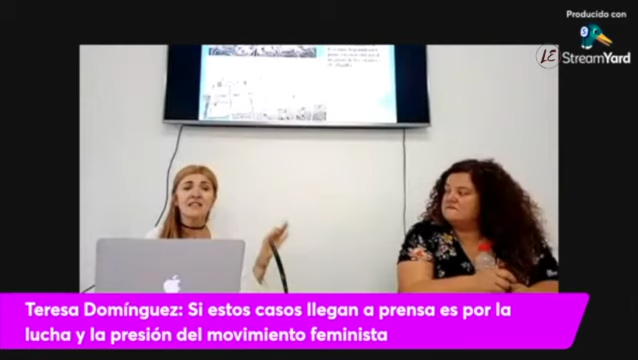 Producido con
StreamYard
LE
Teresa Domínguez: Si estos casos llegan a prensa es por la
lucha y la presión del movimiento feminista